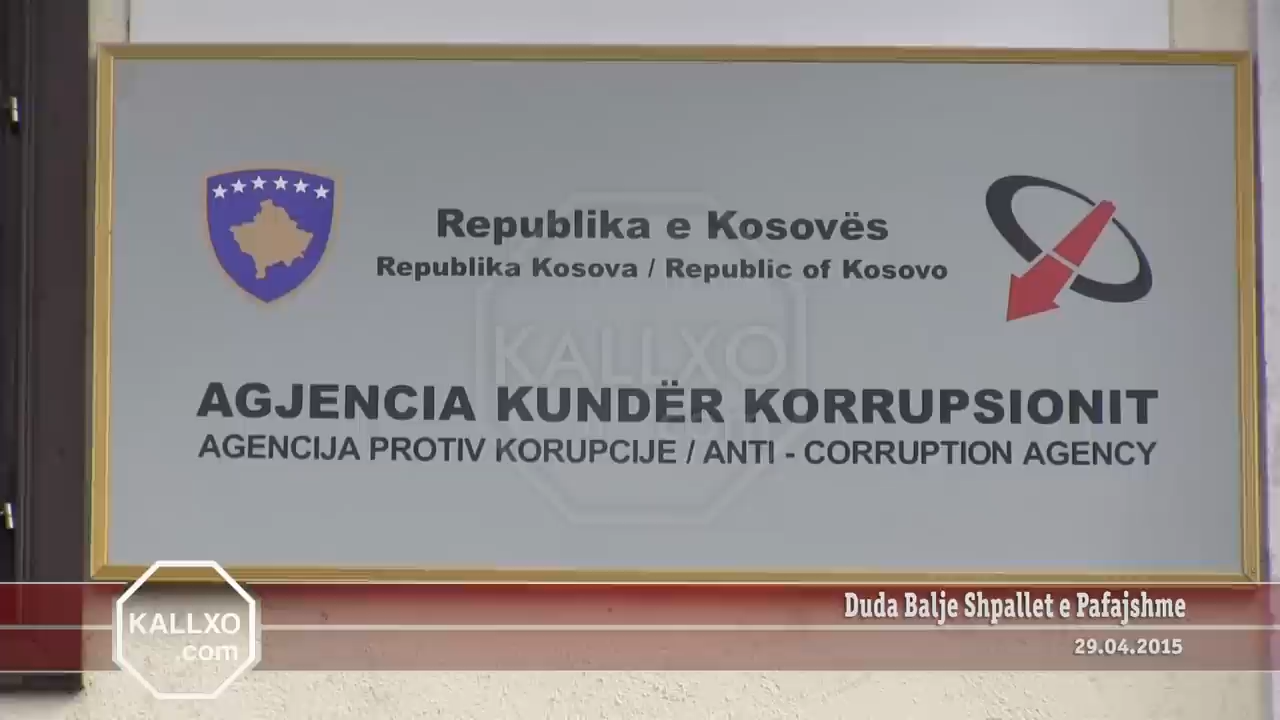 Republika e Kosovës
Republika Kosova / Republic of Kosovo
KALLXO
.com
AGJENCIA KUNDËR KORRUPSIONIT
AGENCIJA PROTIV KORUPCIJE / ANTI - CORRUPTION AGENCY
Duda Balje Shpallet e Pafajshme
KALLXO
.com
29.04.2015